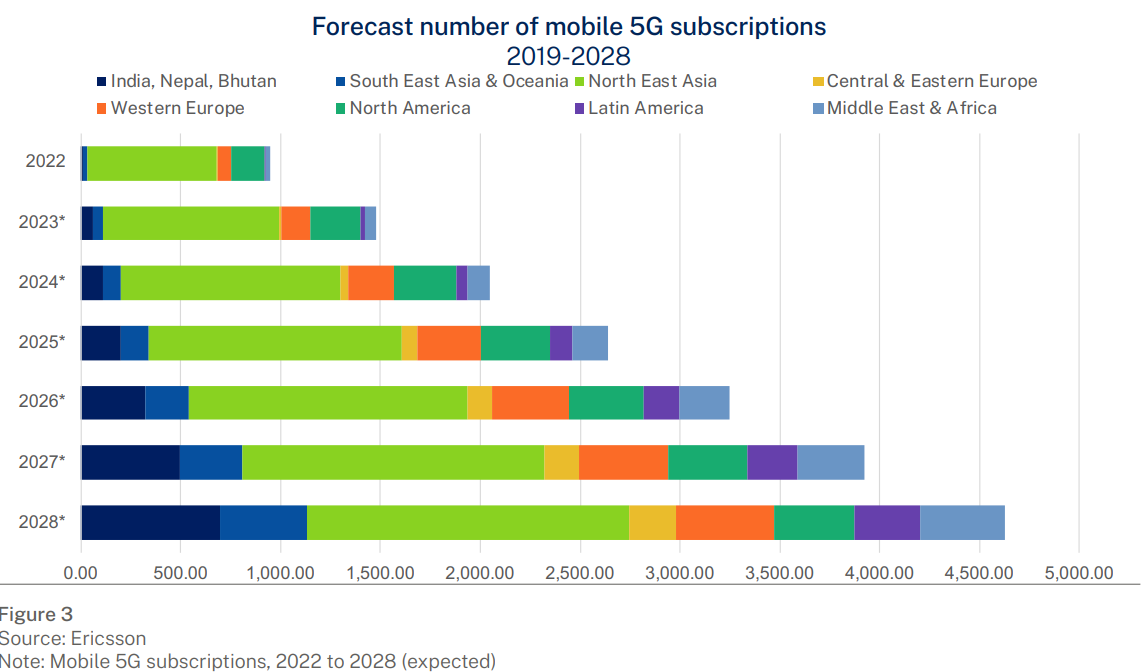 Forecast number of mobile 5G subscriptions
2019-2028
India, Nepal, Bhutan South East Asia & Oceania North East Asia Central & Eastern Europe
Western Europe North America Latin America Middle East & Africa
2022
2023*
2024*
2025*
2026*
2027*
2028*
0.00 500.00 1,000.00 1,500.00 2,000.00 2,500.00 3,000.00 3,500.00 4,000.00 4,500.00 5,000.00
Figure 3
Source: Ericsson
Note: Mobile 5G subscriptions, 2022 to 2028 (expected)